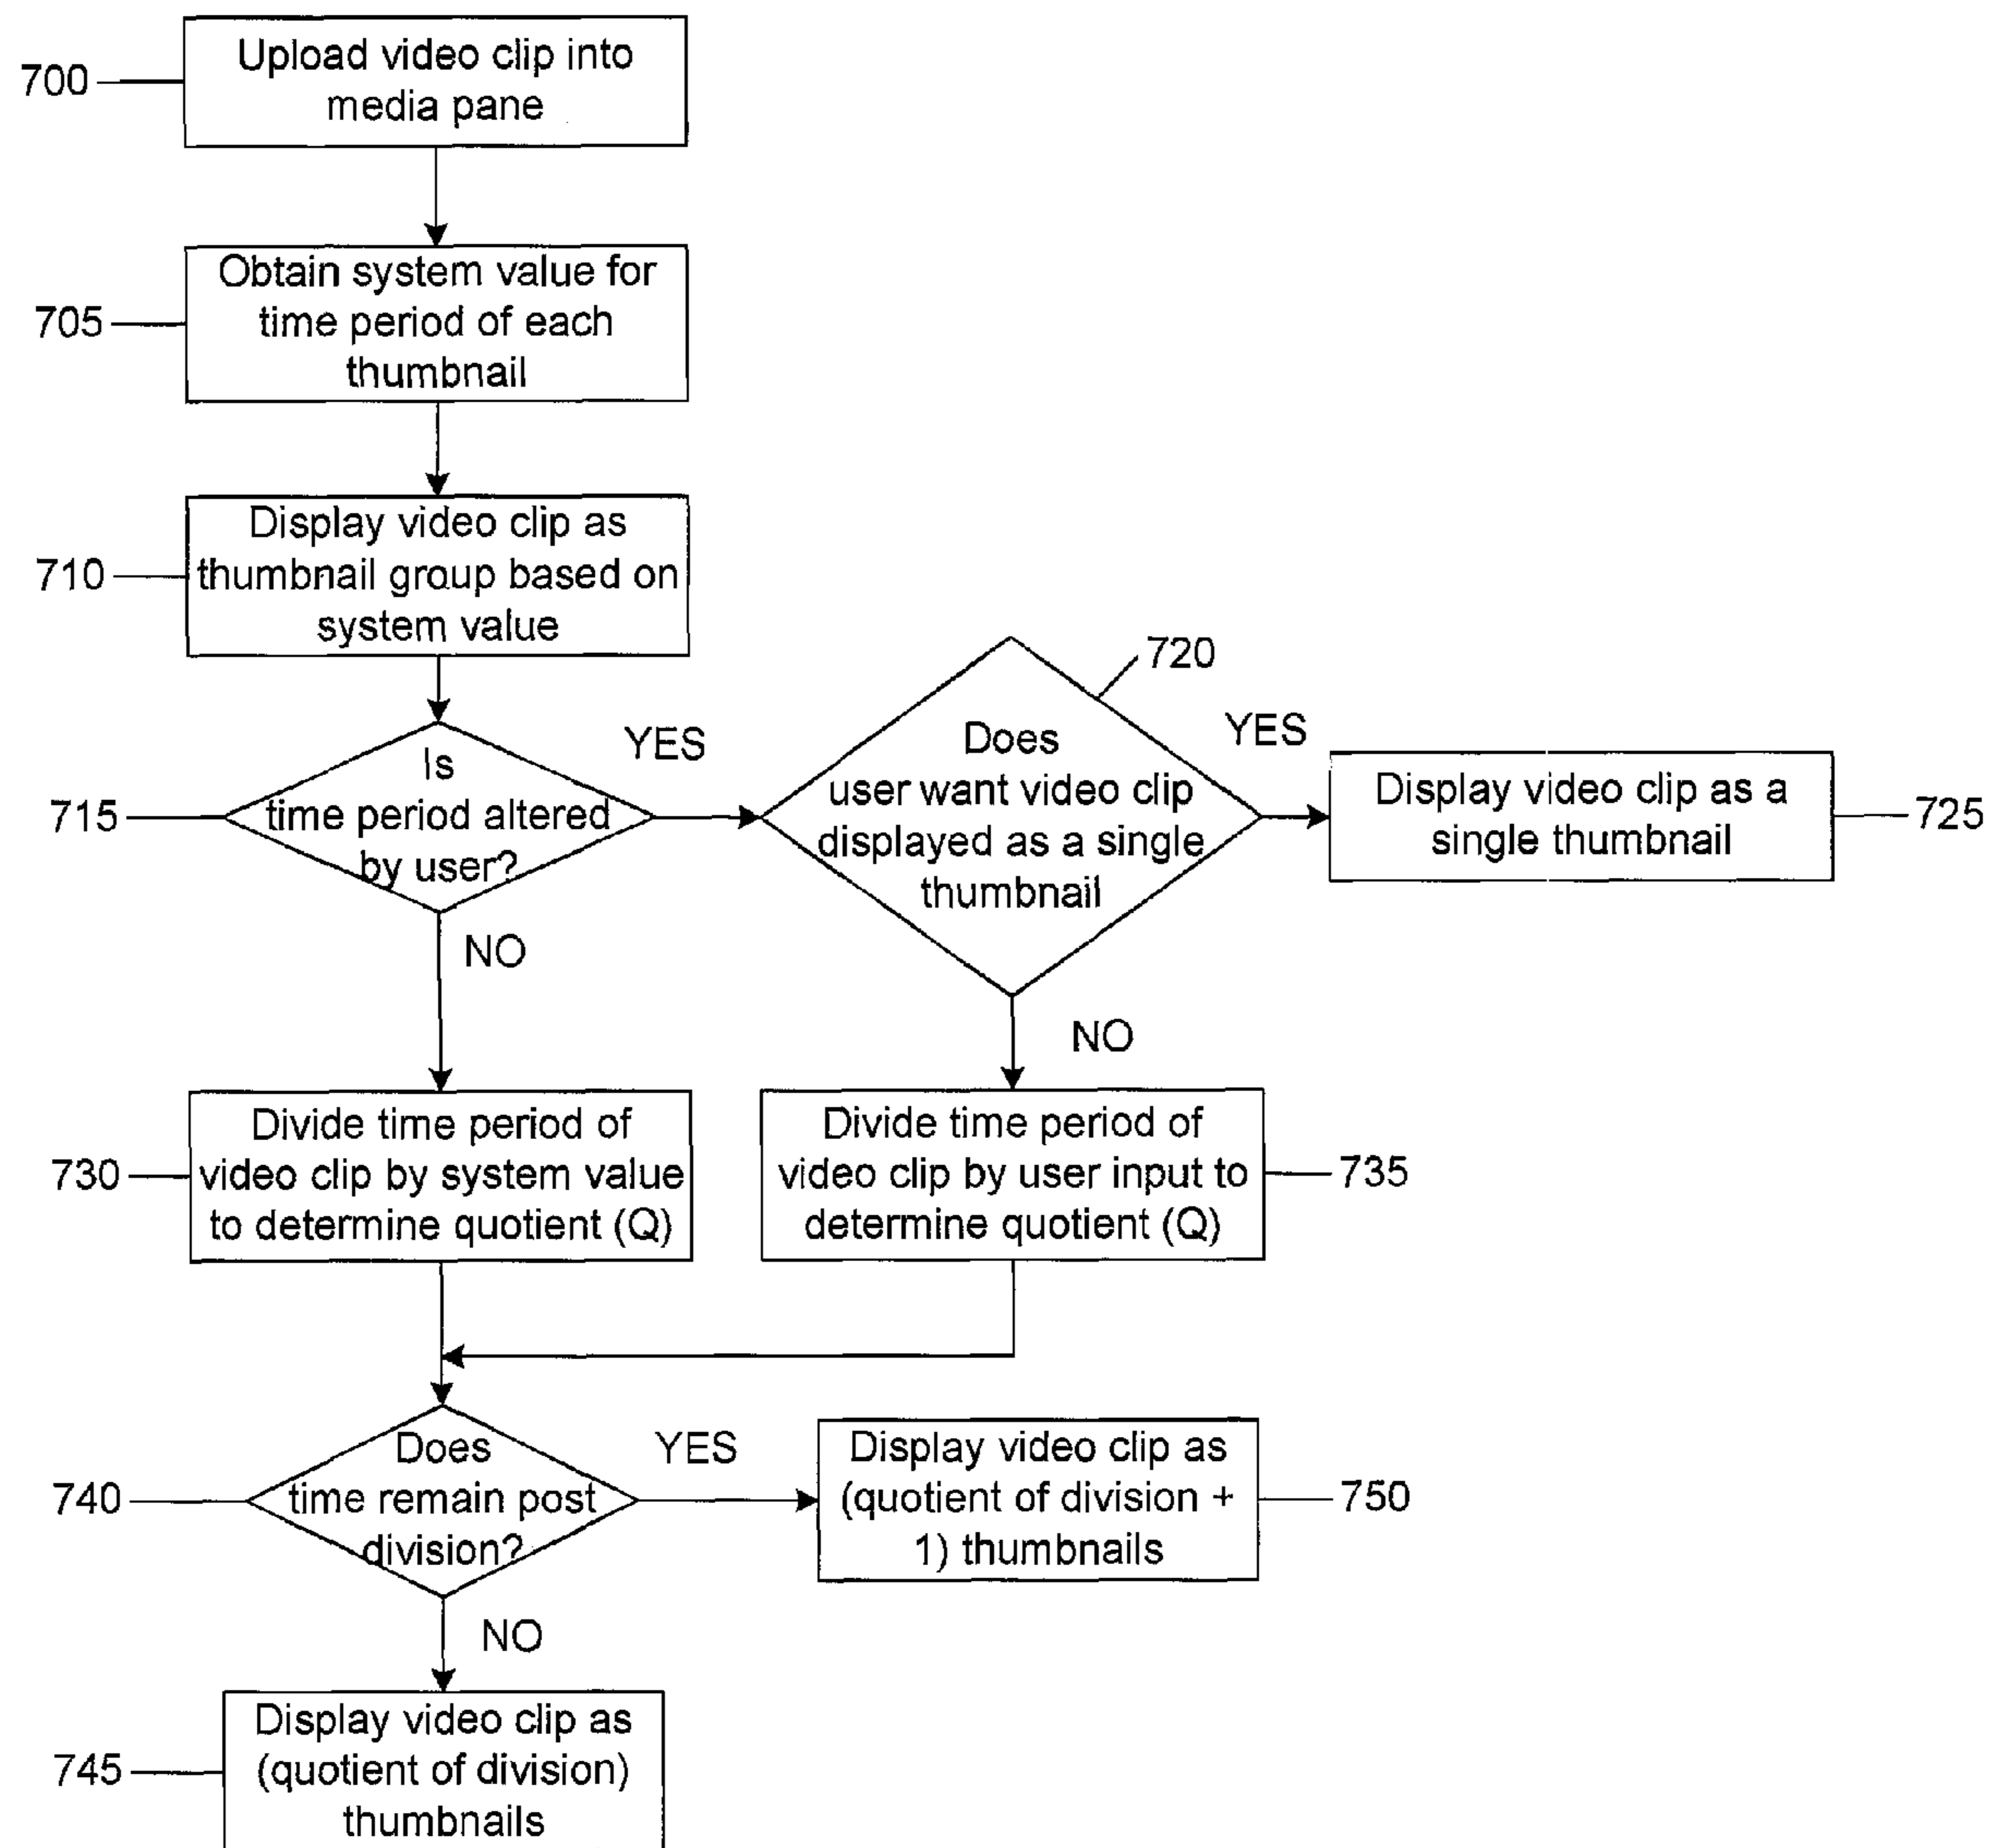 700
Upload video clip into
media pane
705
Obtain system value for
time period of each
thumbnail
710
Display video clip as
thumbnail group based on
system value
715
Is
time period altered
by user?
YES
NO
720
Does
user want video clip
displayed as a single
thumbnail
YES
NO
Display video clip as a
single thumbnail
725
730
Divide time period of
video clip by system value
to determine quotient (Q)
Divide time period of
video clip by user input to
determine quotient (Q)
735
740
Does
time remain post
division?
YES
NO
Display video clip as
(quotient of division +
1) thumbnails
750
745
Display video clip as
(quotient of division)
thumbnails